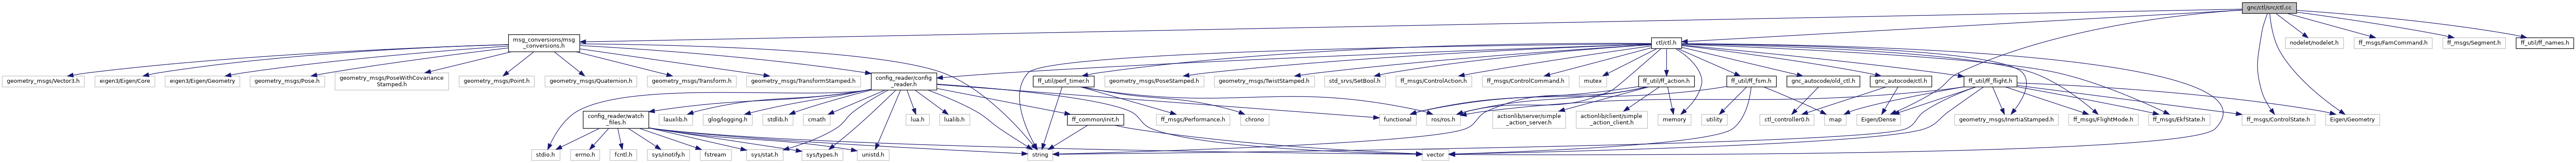 gnc/ctl/src/ctl.cc
msg_conversions/msg
_conversions.h
ctl/ctl.h
nodelet/nodelet.h
ff_msgs/FamCommand.h
ff_msgs/Segment.h
ff_util/ff_names.h
geometry_msgs/Vector3.h
eigen3/Eigen/Core
eigen3/Eigen/Geometry
geometry_msgs/Pose.h
geometry_msgs/PoseWithCovariance
Stamped.h
geometry_msgs/Point.h
geometry_msgs/Quaternion.h
geometry_msgs/Transform.h
geometry_msgs/TransformStamped.h
config_reader/config
_reader.h
ff_util/perf_timer.h
geometry_msgs/PoseStamped.h
geometry_msgs/TwistStamped.h
std_srvs/SetBool.h
ff_msgs/ControlAction.h
ff_msgs/ControlCommand.h
mutex
ff_util/ff_action.h
ff_util/ff_fsm.h
gnc_autocode/old_ctl.h
gnc_autocode/ctl.h
ff_util/ff_flight.h
config_reader/watch
_files.h
lauxlib.h
glog/logging.h
stdlib.h
cmath
lua.h
lualib.h
ff_common/init.h
ff_msgs/Performance.h
chrono
functional
ros/ros.h
actionlib/server/simple
_action_server.h
actionlib/client/simple
_action_client.h
memory
utility
ctl_controller0.h
map
Eigen/Dense
geometry_msgs/InertiaStamped.h
ff_msgs/FlightMode.h
ff_msgs/EkfState.h
ff_msgs/ControlState.h
Eigen/Geometry
stdio.h
errno.h
fcntl.h
sys/inotify.h
fstream
sys/stat.h
sys/types.h
unistd.h
string
vector